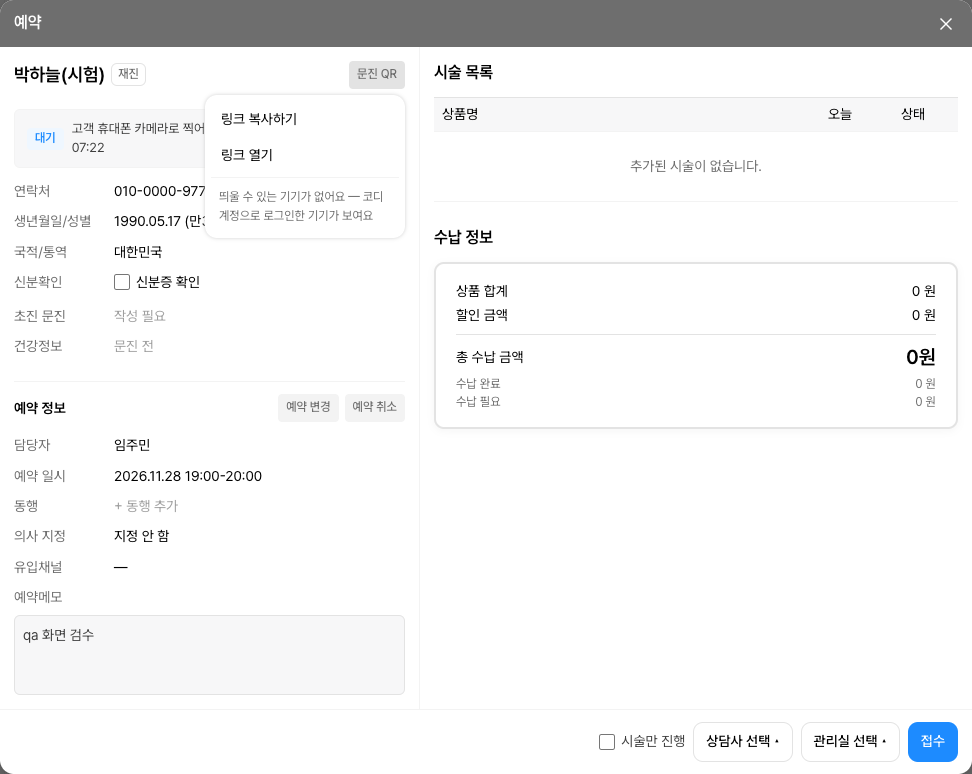 예약
박하늘(시험) 재진
문진 QR
링크 복사하기
링크 열기
띄울 수 있는 기기가 없어요 — 코디
계정으로 로그인한 기기가 보여요
대기
고객 휴대폰 카메라로 찍어
07:22
연락처 010-0000-977
생년월일/성별 1990.05.17 (만
국적/통역 대한민국
신분확인 신분증 확인
초진 문진 작성 필요
건강정보 문진 전
예약 정보 예약 변경 예약 취소
담당자 임주민
예약 일시 2026.11.28 19:00-20:00
동행 + 동행 추가
의사 지정 지정 안 함
유입채널 —
예약메모
qa 화면 검수
시술 목록
상품명 오늘 상태
추가된 시술이 없습니다.
수납 정보
상품 합계 0 원
할인 금액 0 원
총 수납 금액 0원
수납 완료 0 원
수납 필요 0 원
시술만 진행 상담사 선택 관리실 선택 접수